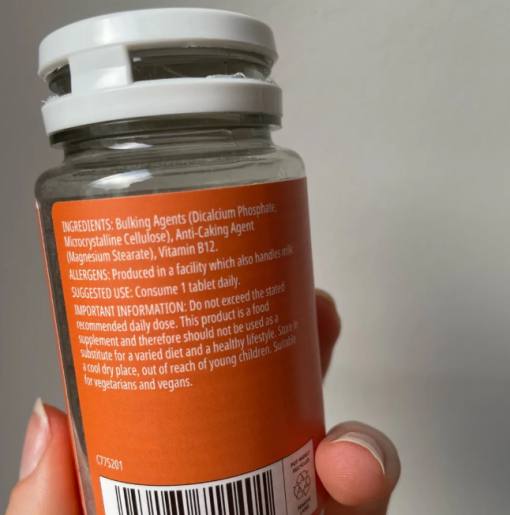 INGREDIENTS: Bulking Agents (Dicalcium Phosphate,
Microcrystalline Cellulose), Anti-Caking Agent
(Magnesium Stearate), Vitamin B12.
ALLERGENS: Produced in a facility which also handles milk.
SUGGESTED USE: Consume 1 tablet daily.
IMPORTANT INFORMATION: Do not exceed the stated
recommended daily dose. This product is a food
supplement and therefore should not be used as a
substitute for a varied diet and a healthy lifestyle. Store in
a cool dry place, out of reach of young children. Suitable
for vegetarians and vegans.
C775201